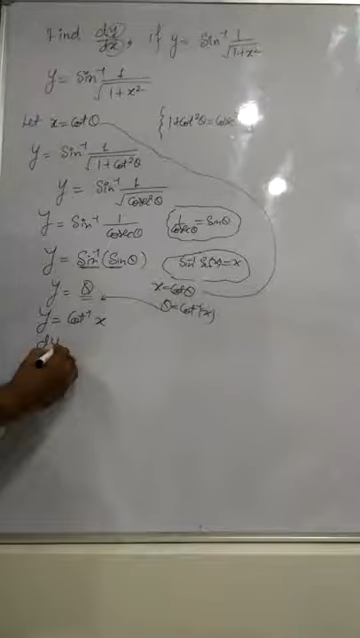 Find dy/dx, if y = Sin⁻¹ 1/√(1+x²)
y = Sin⁻¹ 1/√(1+x²)
Let x = Cotθ { 1+Cot²θ =
y = Sin⁻¹ 1/√(1+Cot²θ)
y = Sin⁻¹ 1/√(Cosec²θ)
y = Sin⁻¹ 1/Cosecθ 1/Cosecθ = Sinθ
y = Sin⁻¹(Sinθ) Sin⁻¹ Sin(x) = x
y = θ x = Cotθ
θ = Cot⁻¹(x)
y = Cot⁻¹ x
dy